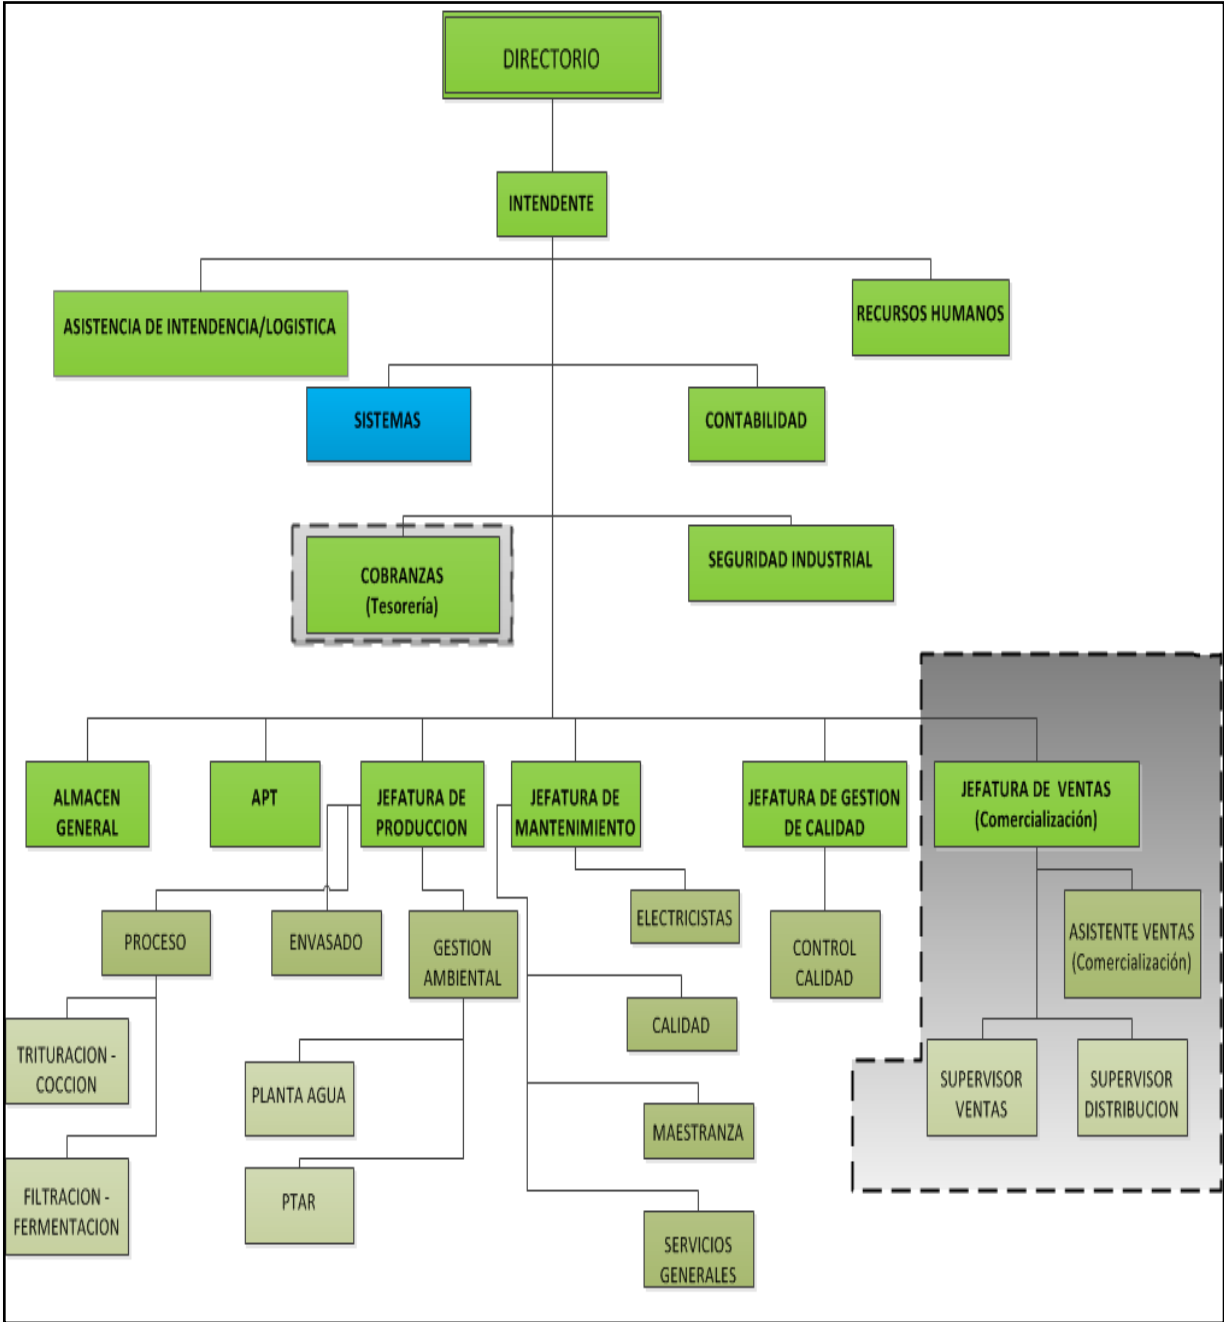 DIRECTORIO
INTENDENTE
ASISTENCIA DE INTENDENCIA/LOGISTICA
RECURSOS HUMANOS
SISTEMAS
CONTABILIDAD
COBRANZAS
(Tesorería)
SEGURIDAD INDUSTRIAL
ALMACEN
GENERAL
APT
JEFATURA DE
PRODUCCION
JEFATURA DE
MANTENIMIENTO
JEFATURA DE GESTION
DE CALIDAD
JEFATURA DE VENTAS
(Comercialización)
PROCESO
ENVASADO
GESTION
AMBIENTAL
ELECTRICISTAS
CONTROL
CALIDAD
ASISTENTE VENTAS
(Comercialización)
TRITURACION -
COCCION
PLANTA AGUA
CALIDAD
SUPERVISOR
VENTAS
SUPERVISOR
DISTRIBUCION
MAESTRANZA
FILTRACION -
FERMENTACION
PTAR
SERVICIOS
GENERALES